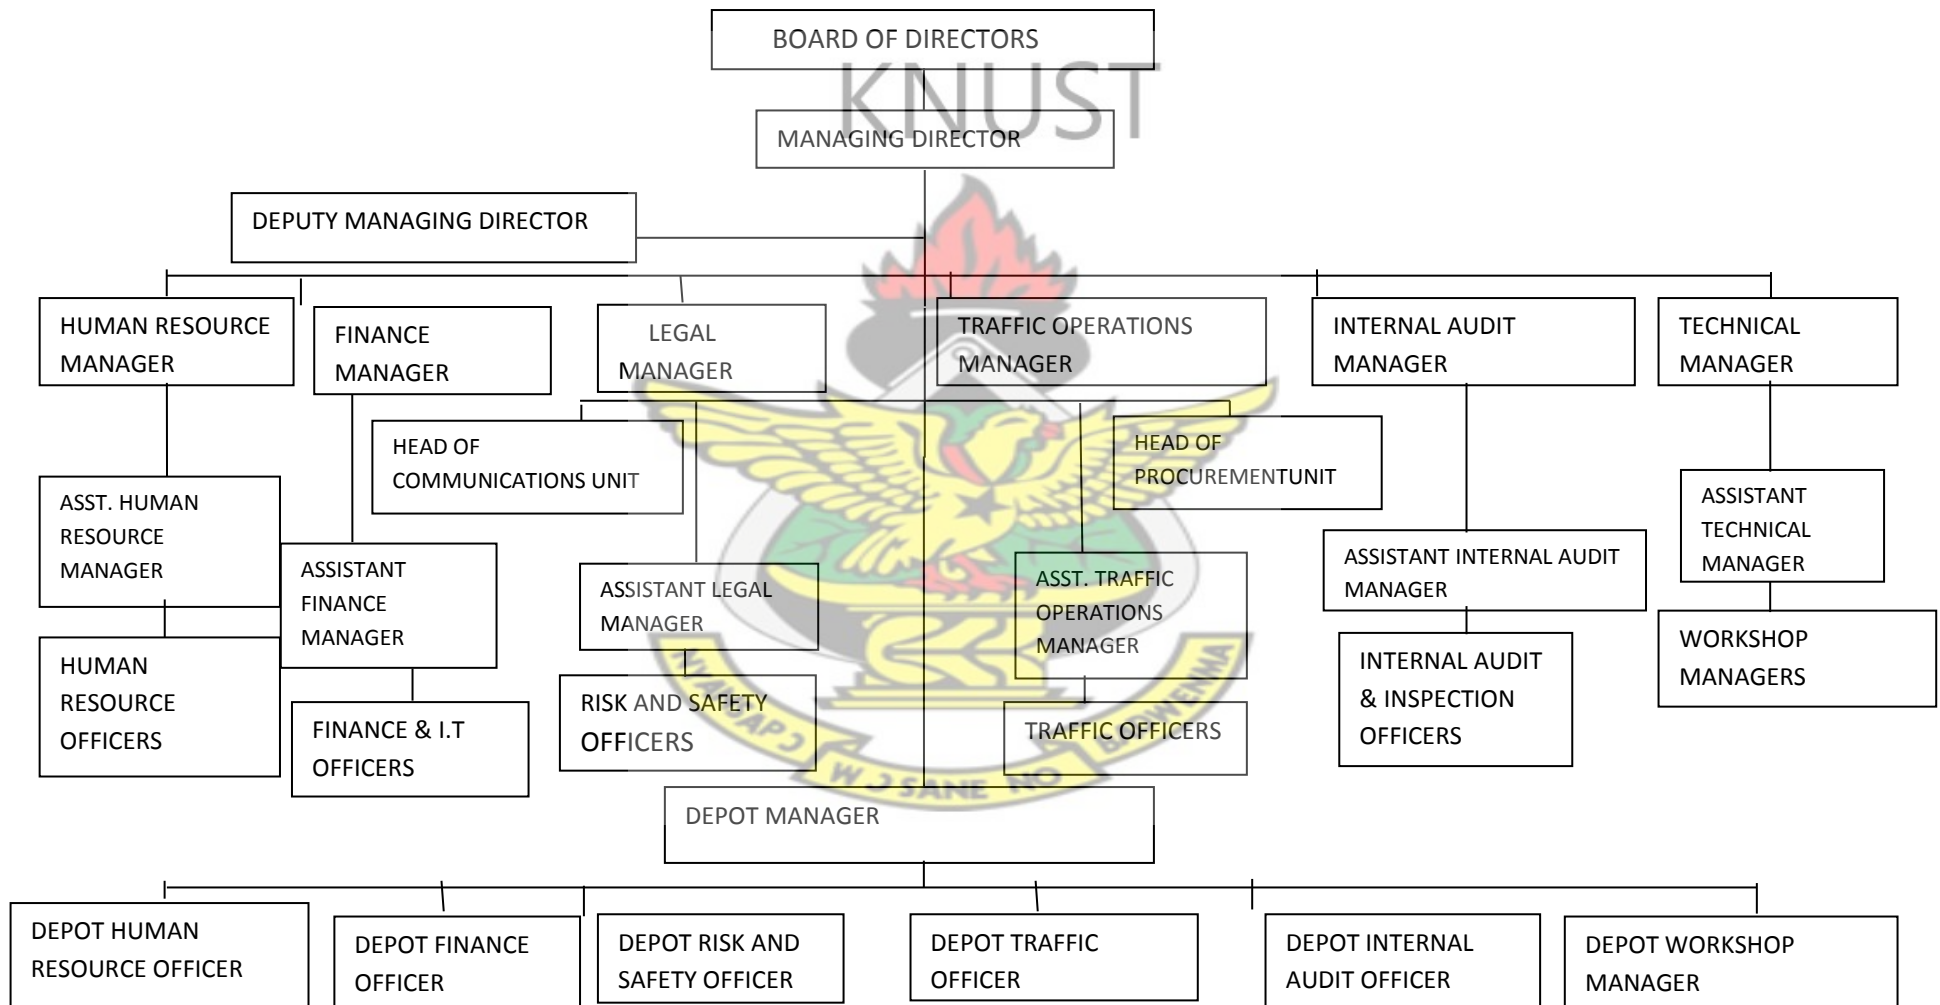 BOARD OF DIRECTORS
KNUST
MANAGING DIRECTOR
DEPUTY MANAGING DIRECTOR
HUMAN RESOURCE
MANAGER
FINANCE
MANAGER
LEGAL
MANAGER
TRAFFIC OPERATIONS
MANAGER
INTERNAL AUDIT
MANAGER
TECHNICAL
MANAGER
HEAD OF
COMMUNICATIONS UNIT
HEAD OF
PROCUREMENTUNIT
ASST. HUMAN
RESOURCE
MANAGER
ASSISTANT
FINANCE
MANAGER
ASSISTANT LEGAL
MANAGER
ASST. TRAFFIC
OPERATIONS
MANAGER
ASSISTANT INTERNAL AUDIT
MANAGER
ASSISTANT
TECHNICAL
MANAGER
HUMAN
RESOURCE
OFFICERS
FINANCE & I.T
OFFICERS
RISK AND SAFETY
OFFICERS
TRAFFIC OFFICERS
INTERNAL AUDIT
& INSPECTION
OFFICERS
WORKSHOP
MANAGERS
NYANSAPƆ WƆSANE NO BADWENMA
DEPOT MANAGER
DEPOT HUMAN
RESOURCE OFFICER
DEPOT FINANCE
OFFICER
DEPOT RISK AND
SAFETY OFFICER
DEPOT TRAFFIC
OFFICER
DEPOT INTERNAL
AUDIT OFFICER
DEPOT WORKSHOP
MANAGER